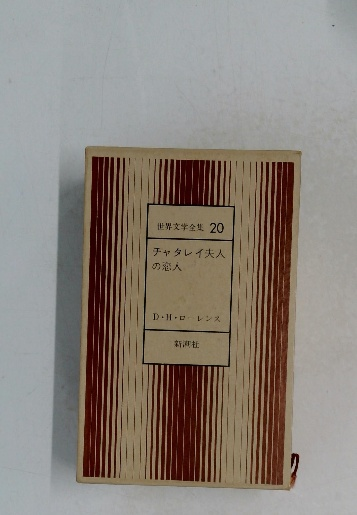 世界文学全集 20
チャタレイ夫人
の恋人
D・H・ローレンス
新潮社